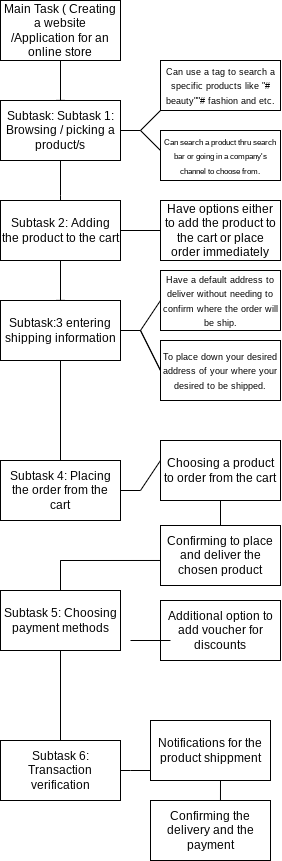 Main Task ( Creating
a website
/Application for an
online store
Can use a tag to search a
specific products like "#
beauty""# fashion and etc.
Subtask: Subtask 1:
Browsing / picking a
product/s
Can search a product thru search
bar or going in a company's
channel to choose from.
Subtask 2: Adding
the product to the cart
Have options either
to add the product to
the cart or place
order immediately
Have a default address to
deliver without needing to
confirm where the order will
be ship.
Subtask:3 entering
shipping information
To place down your desired
address of your where your
desired to be shipped.
Subtask 4: Placing
the order from the
cart
Choosing a product
to order from the cart
Confirming to place
and deliver the
chosen product
Subtask 5: Choosing
payment methods
Additional option to
add voucher for
discounts
Subtask 6:
Transaction
verification
Notifications for the
product shippment
Confirming the
delivery and the
payment